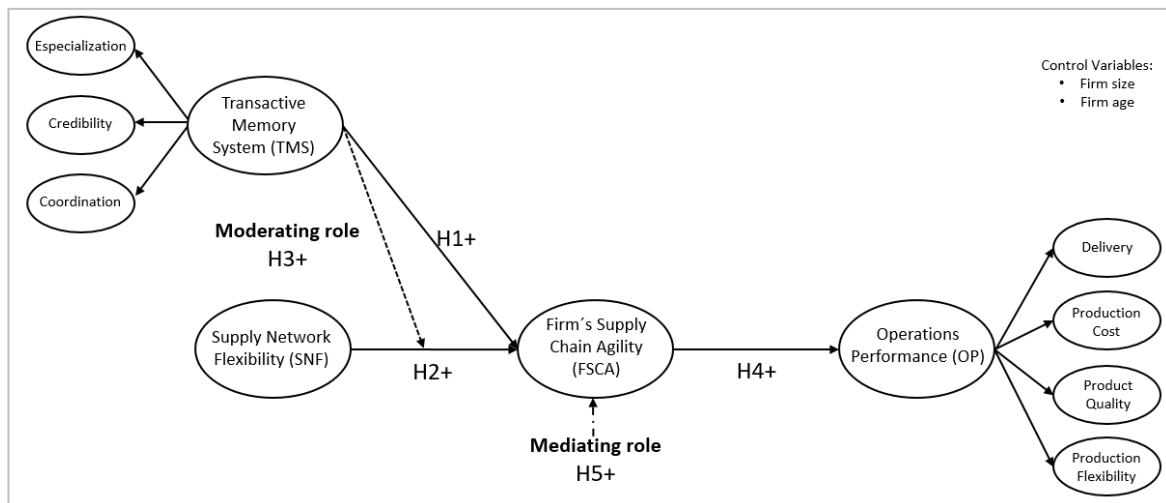 Especialization
Credibility
Coordination
Transactive
Memory
System (TMS)
Control Variables:
• Firm size
• Firm age
Moderating role
H3+
H1+
Supply Network
Flexibility (SNF)
H2+
Firm´s Supply
Chain Agility
(FSCA)
H4+
Operations
Performance (OP)
Mediating role
H5+
Delivery
Production
Cost
Product
Quality
Production
Flexibility